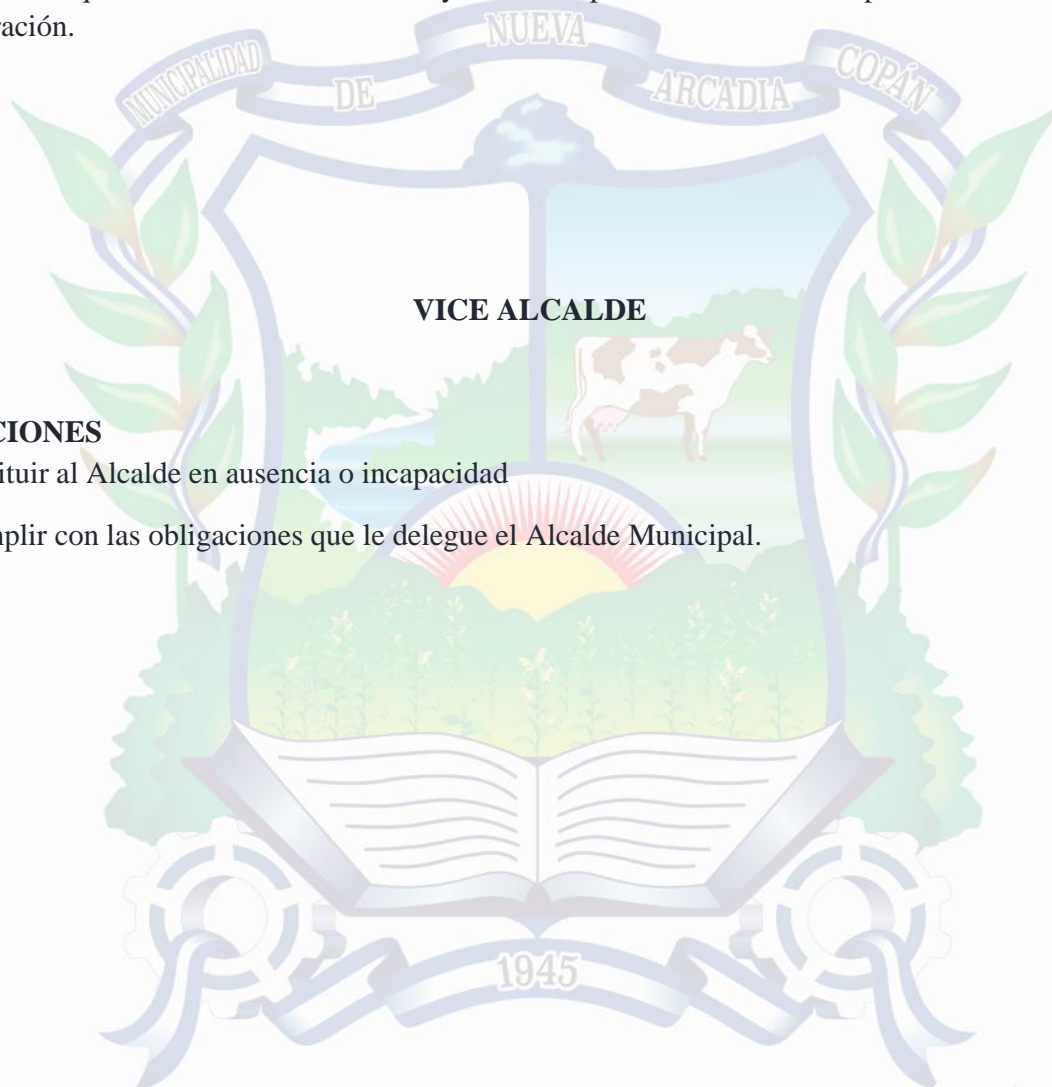 ración.
MUNICIPALIDAD DE NUEVA ARCADIA COPÁN
VICE ALCALDE
CIONES
ituir al Alcalde en ausencia o incapacidad
plir con las obligaciones que le delegue el Alcalde Municipal.
1945